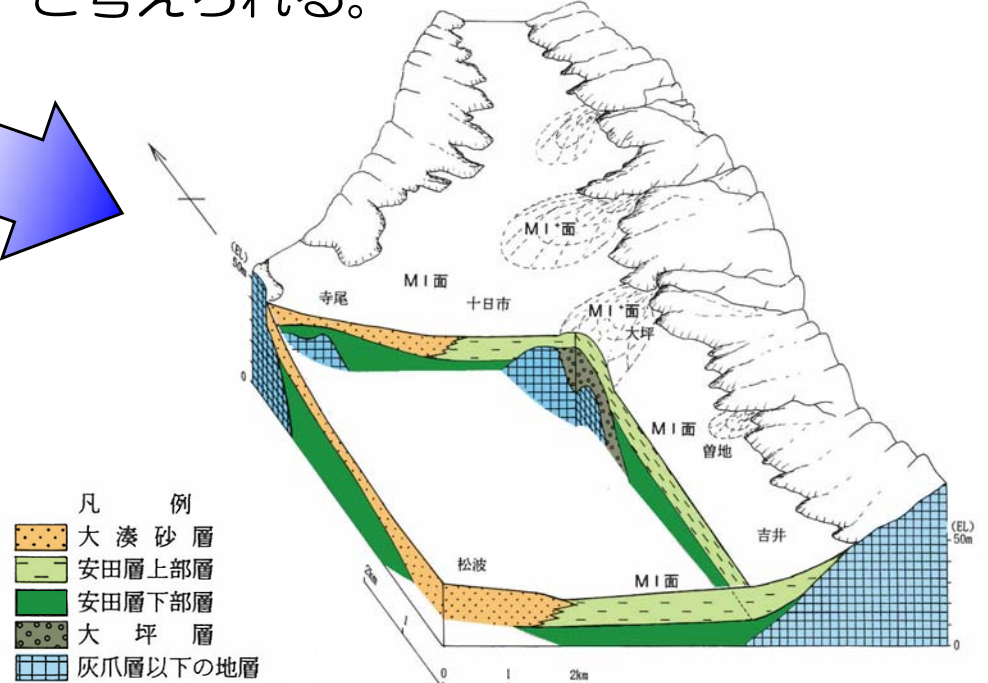 と考えられる。
(EL)
50m
0
寺尾
MⅠ面
十日市
MⅠ⁺面
MⅠ⁺面
大坪
MⅠ面
曽地
吉井
(EL)
50m
0
松波
MⅠ面
2km
1
0 1 2km
凡 例
大湊砂層
安田層上部層
安田層下部層
大坪層
灰爪層以下の地層